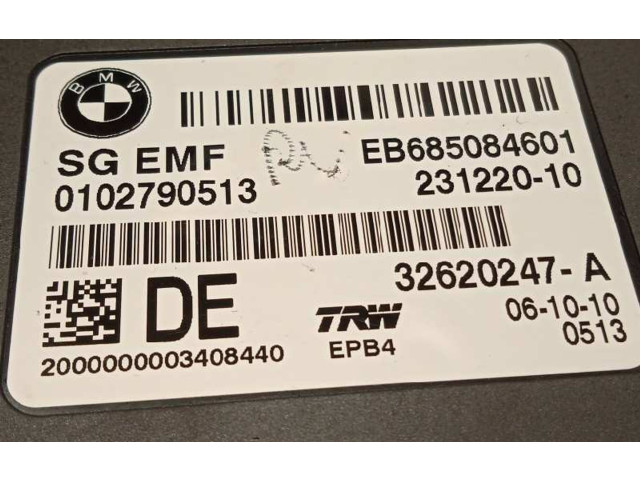 BMW
SG EMF
EB685084601
0102790513
231220-10
32620247-A
DE
TRW
06-10-10
0513
EPB4
2000000003408440